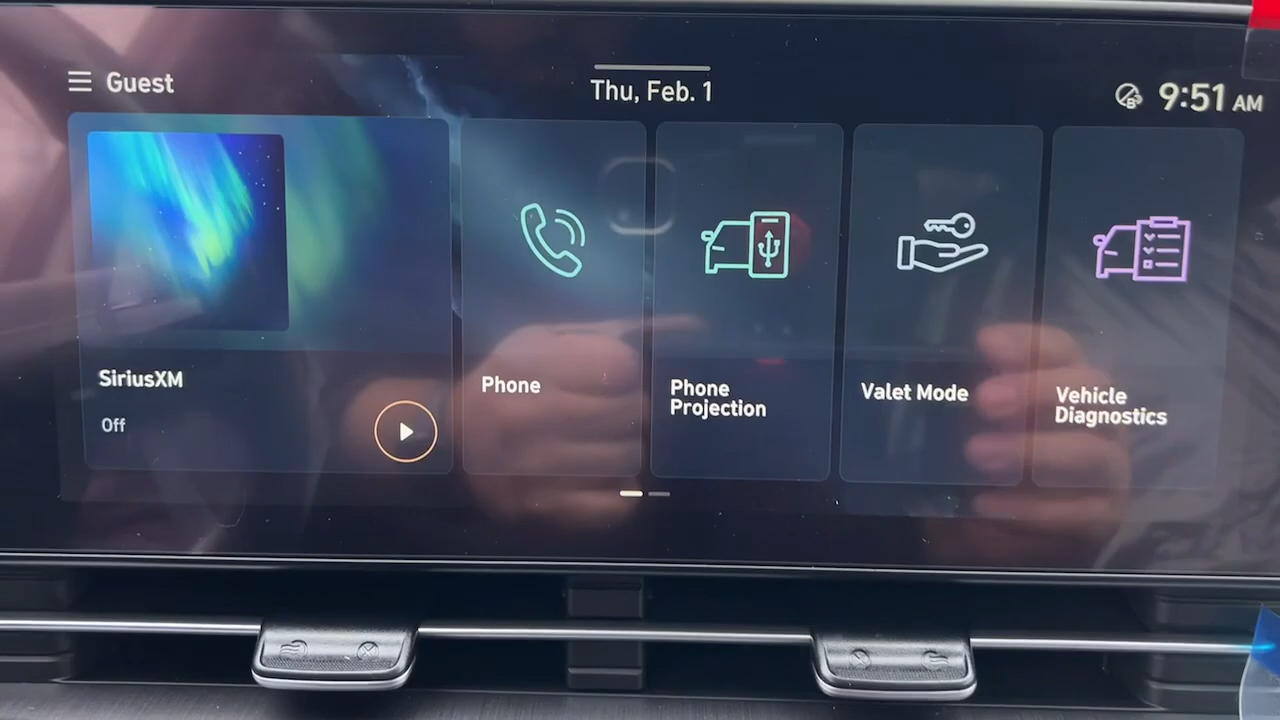 Guest
Thu, Feb. 1
9:51 AM
SiriusXM
Off
Phone
Phone
Projection
Valet Mode
Vehicle
Diagnostics